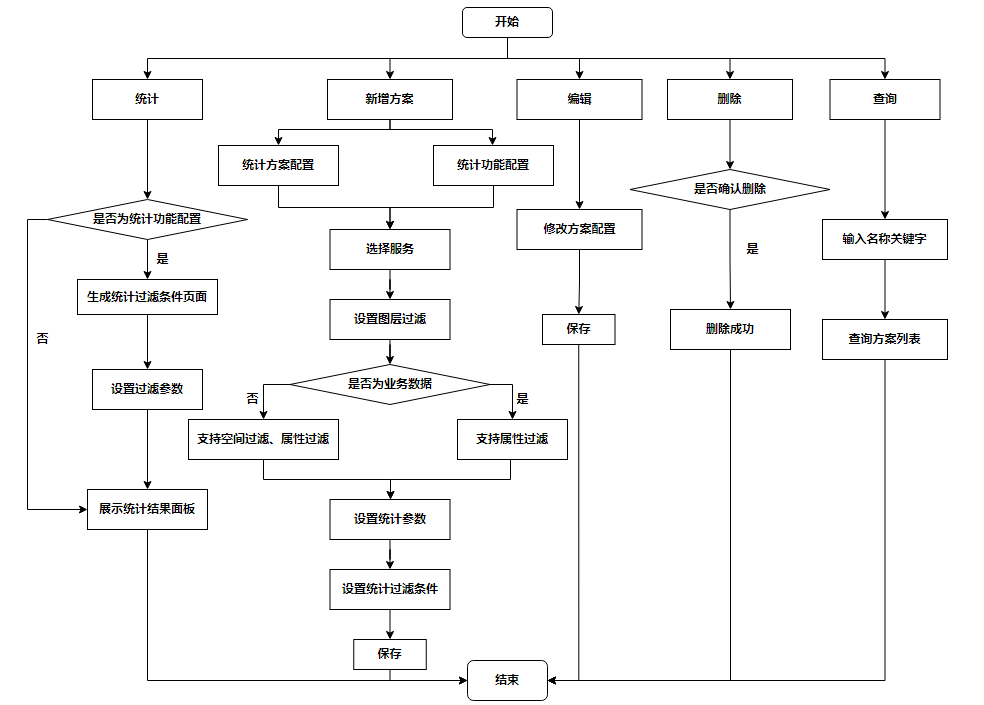 开始
统计
新增方案
编辑
删除
查询
统计方案配置
统计功能配置
是否确认删除
是否为统计功能配置
修改方案配置
输入名称关键字
选择服务
是
是
生成统计过滤条件页面
设置图层过滤
保存
删除成功
否
查询方案列表
是否为业务数据
设置过滤参数
否
是
支持空间过滤、属性过滤
支持属性过滤
展示统计结果面板
设置统计参数
设置统计过滤条件
保存
结束